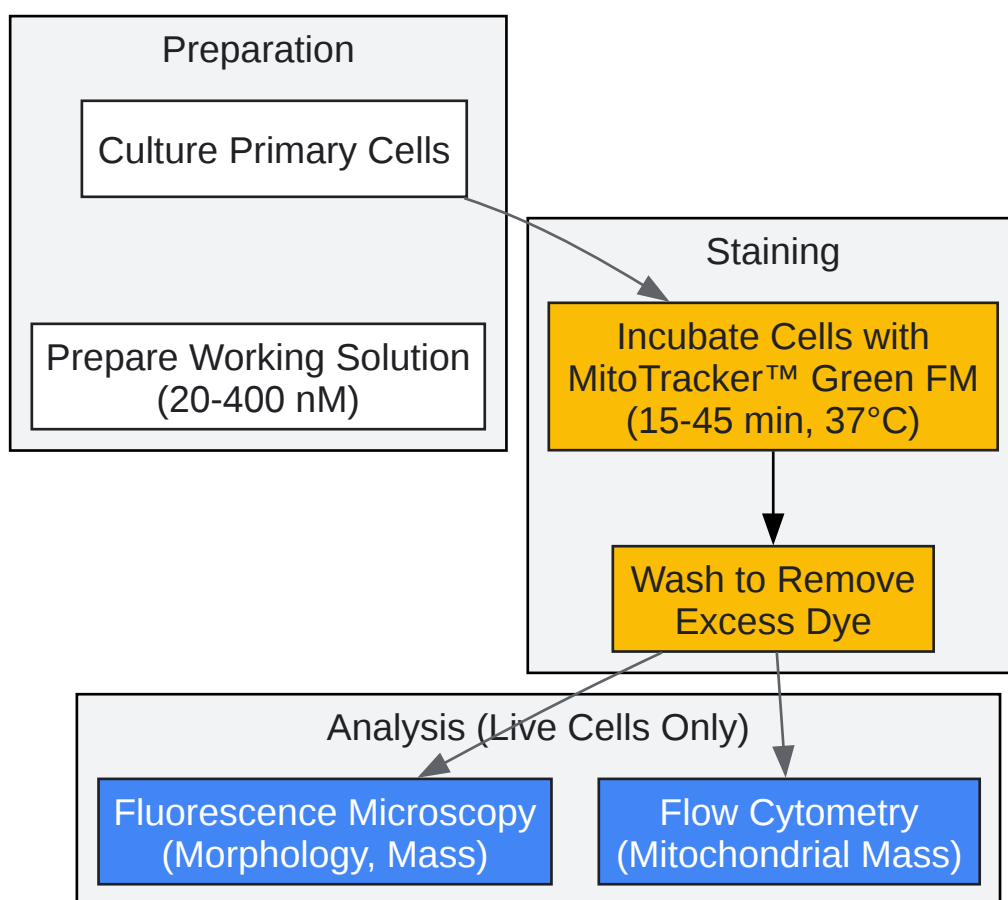 Preparation
Culture Primary Cells
Prepare Working Solution
(20-400 nM)
Staining
Incubate Cells with
MitoTracker™ Green FM
(15-45 min, 37°C)
Wash to Remove
Excess Dye
Analysis (Live Cells Only)
Fluorescence Microscopy
(Morphology, Mass)
Flow Cytometry
(Mitochondrial Mass)